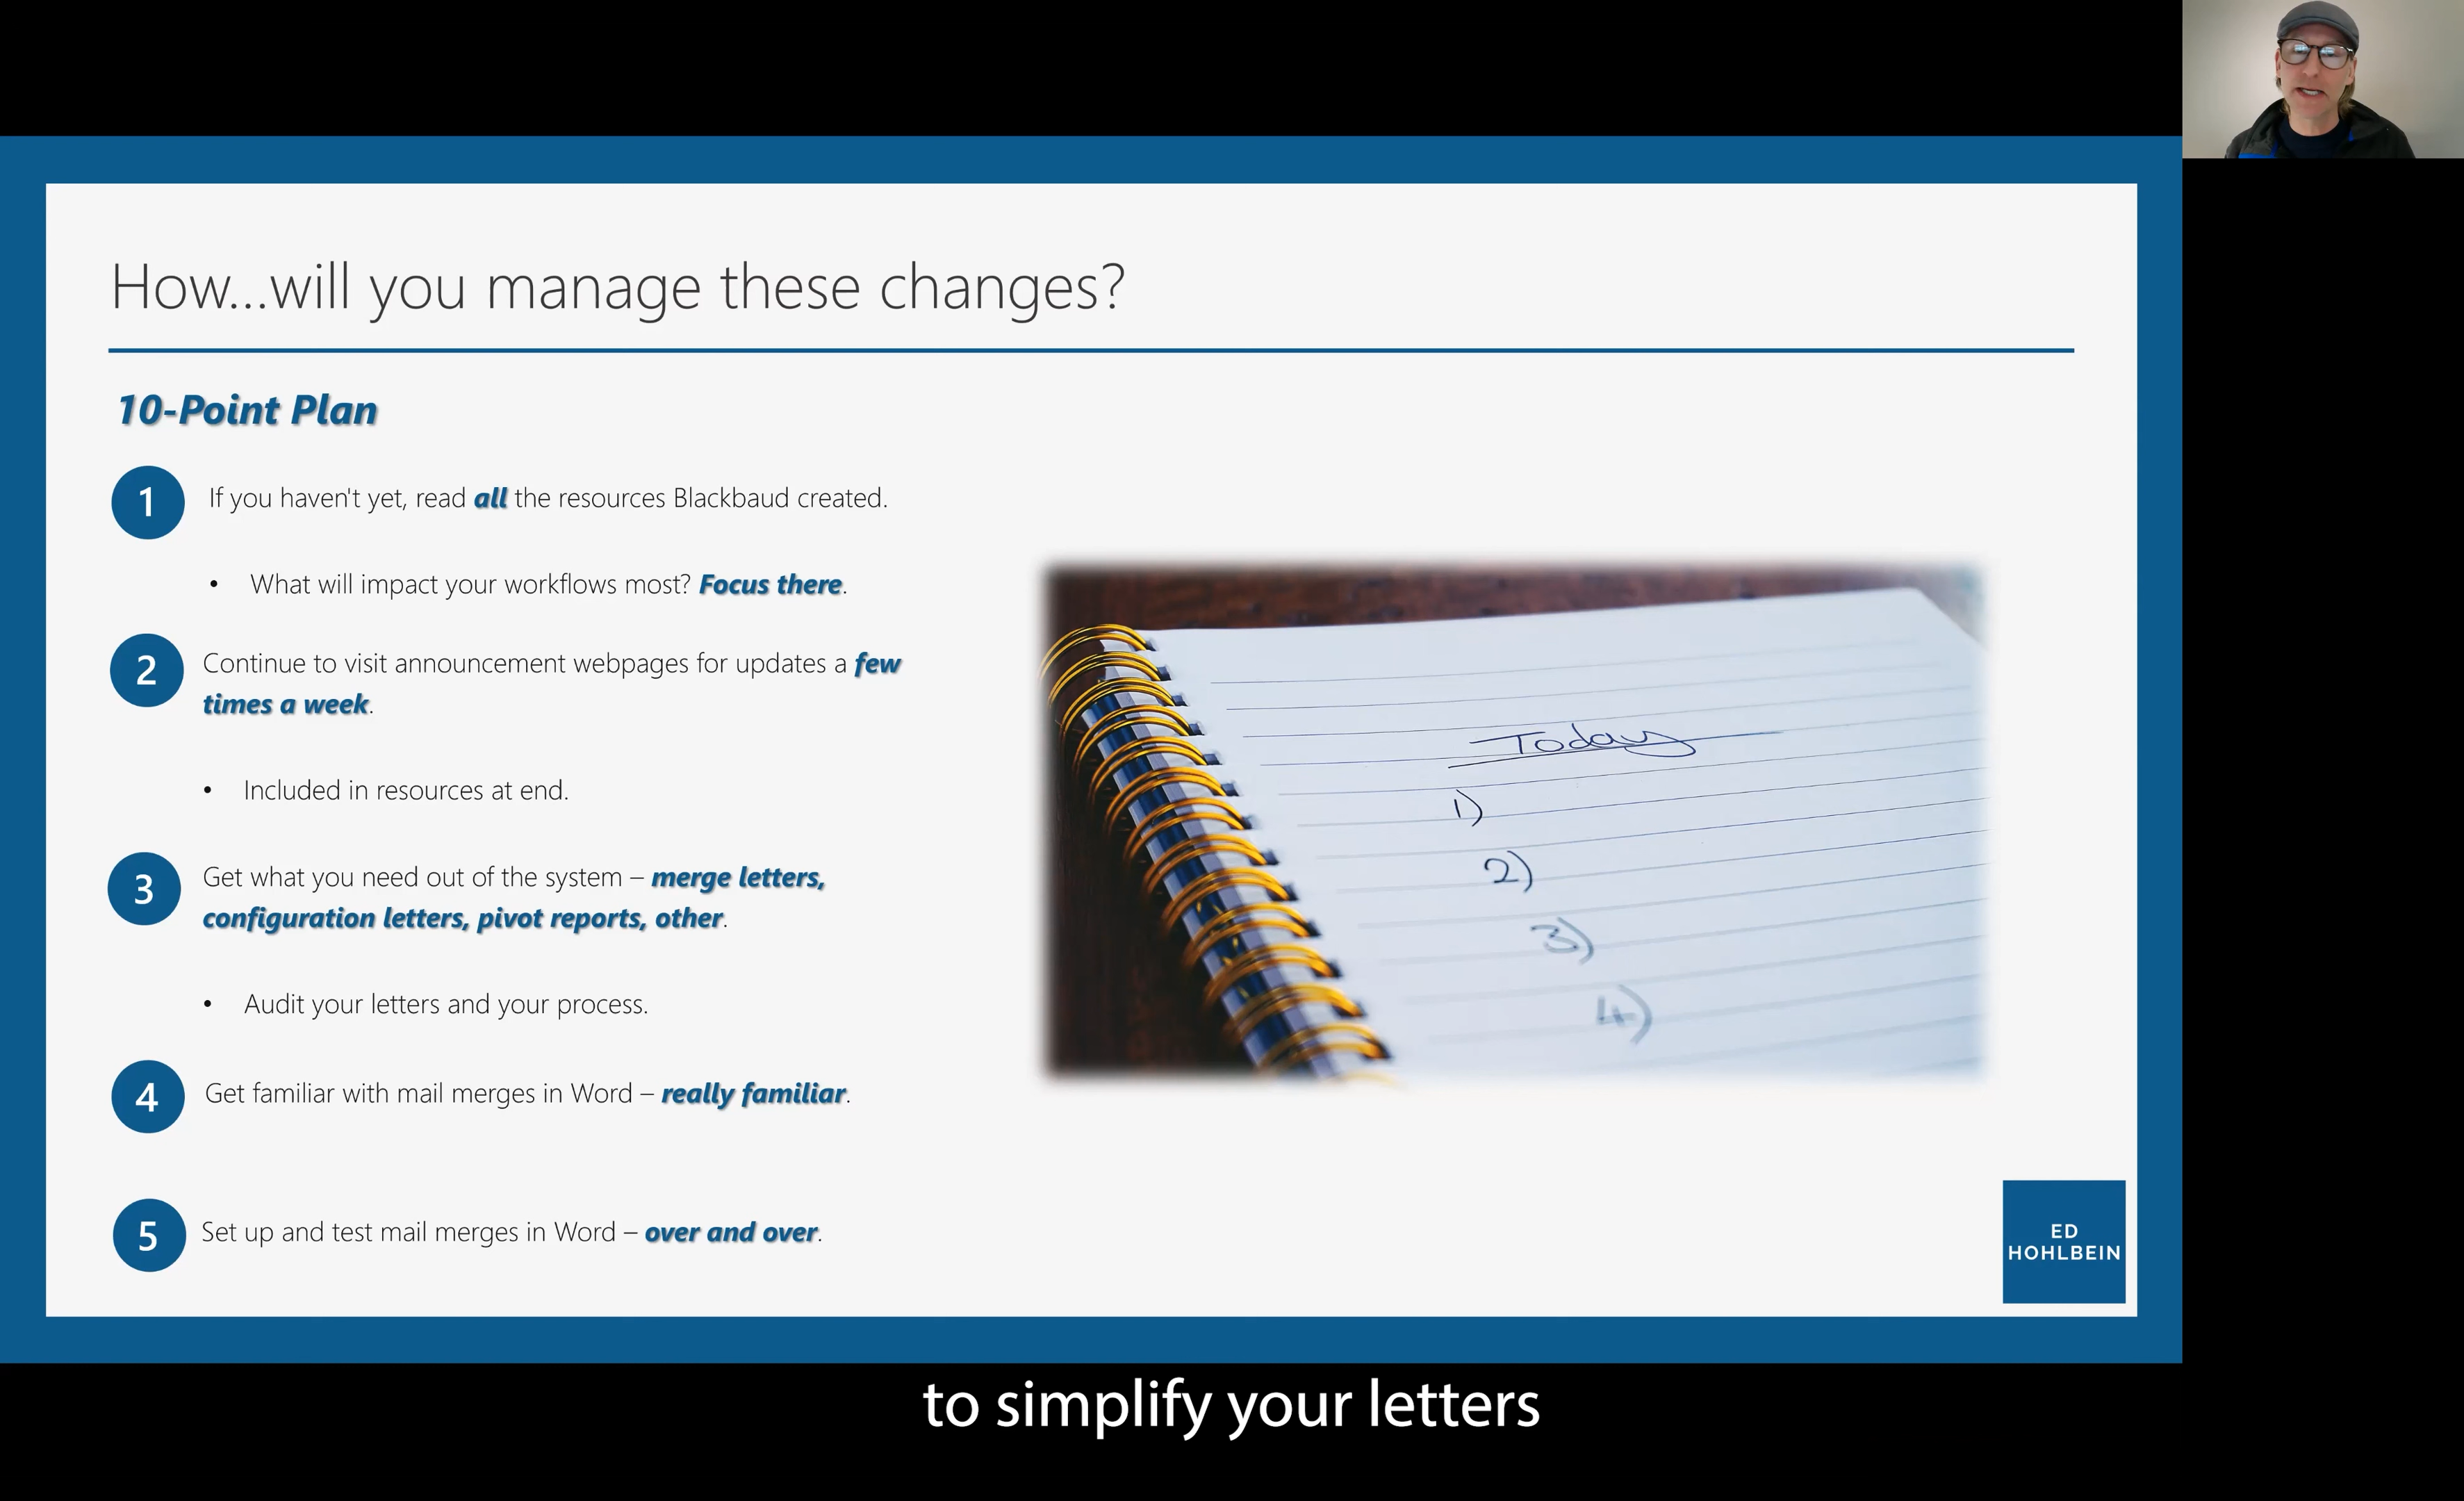 How...will you manage these changes?
10-Point Plan
1 If you haven't yet, read all the resources Blackbaud created.
• What will impact your workflows most? Focus there.
2 Continue to visit announcement webpages for updates a few
times a week.
• Included in resources at end.
3 Get what you need out of the system – merge letters,
configuration letters, pivot reports, other.
• Audit your letters and your process.
4 Get familiar with mail merges in Word – really familiar.
5 Set up and test mail merges in Word – over and over.
Today
1)
2)
3)
4)
ED
HOHLBEIN
to simplify your letters